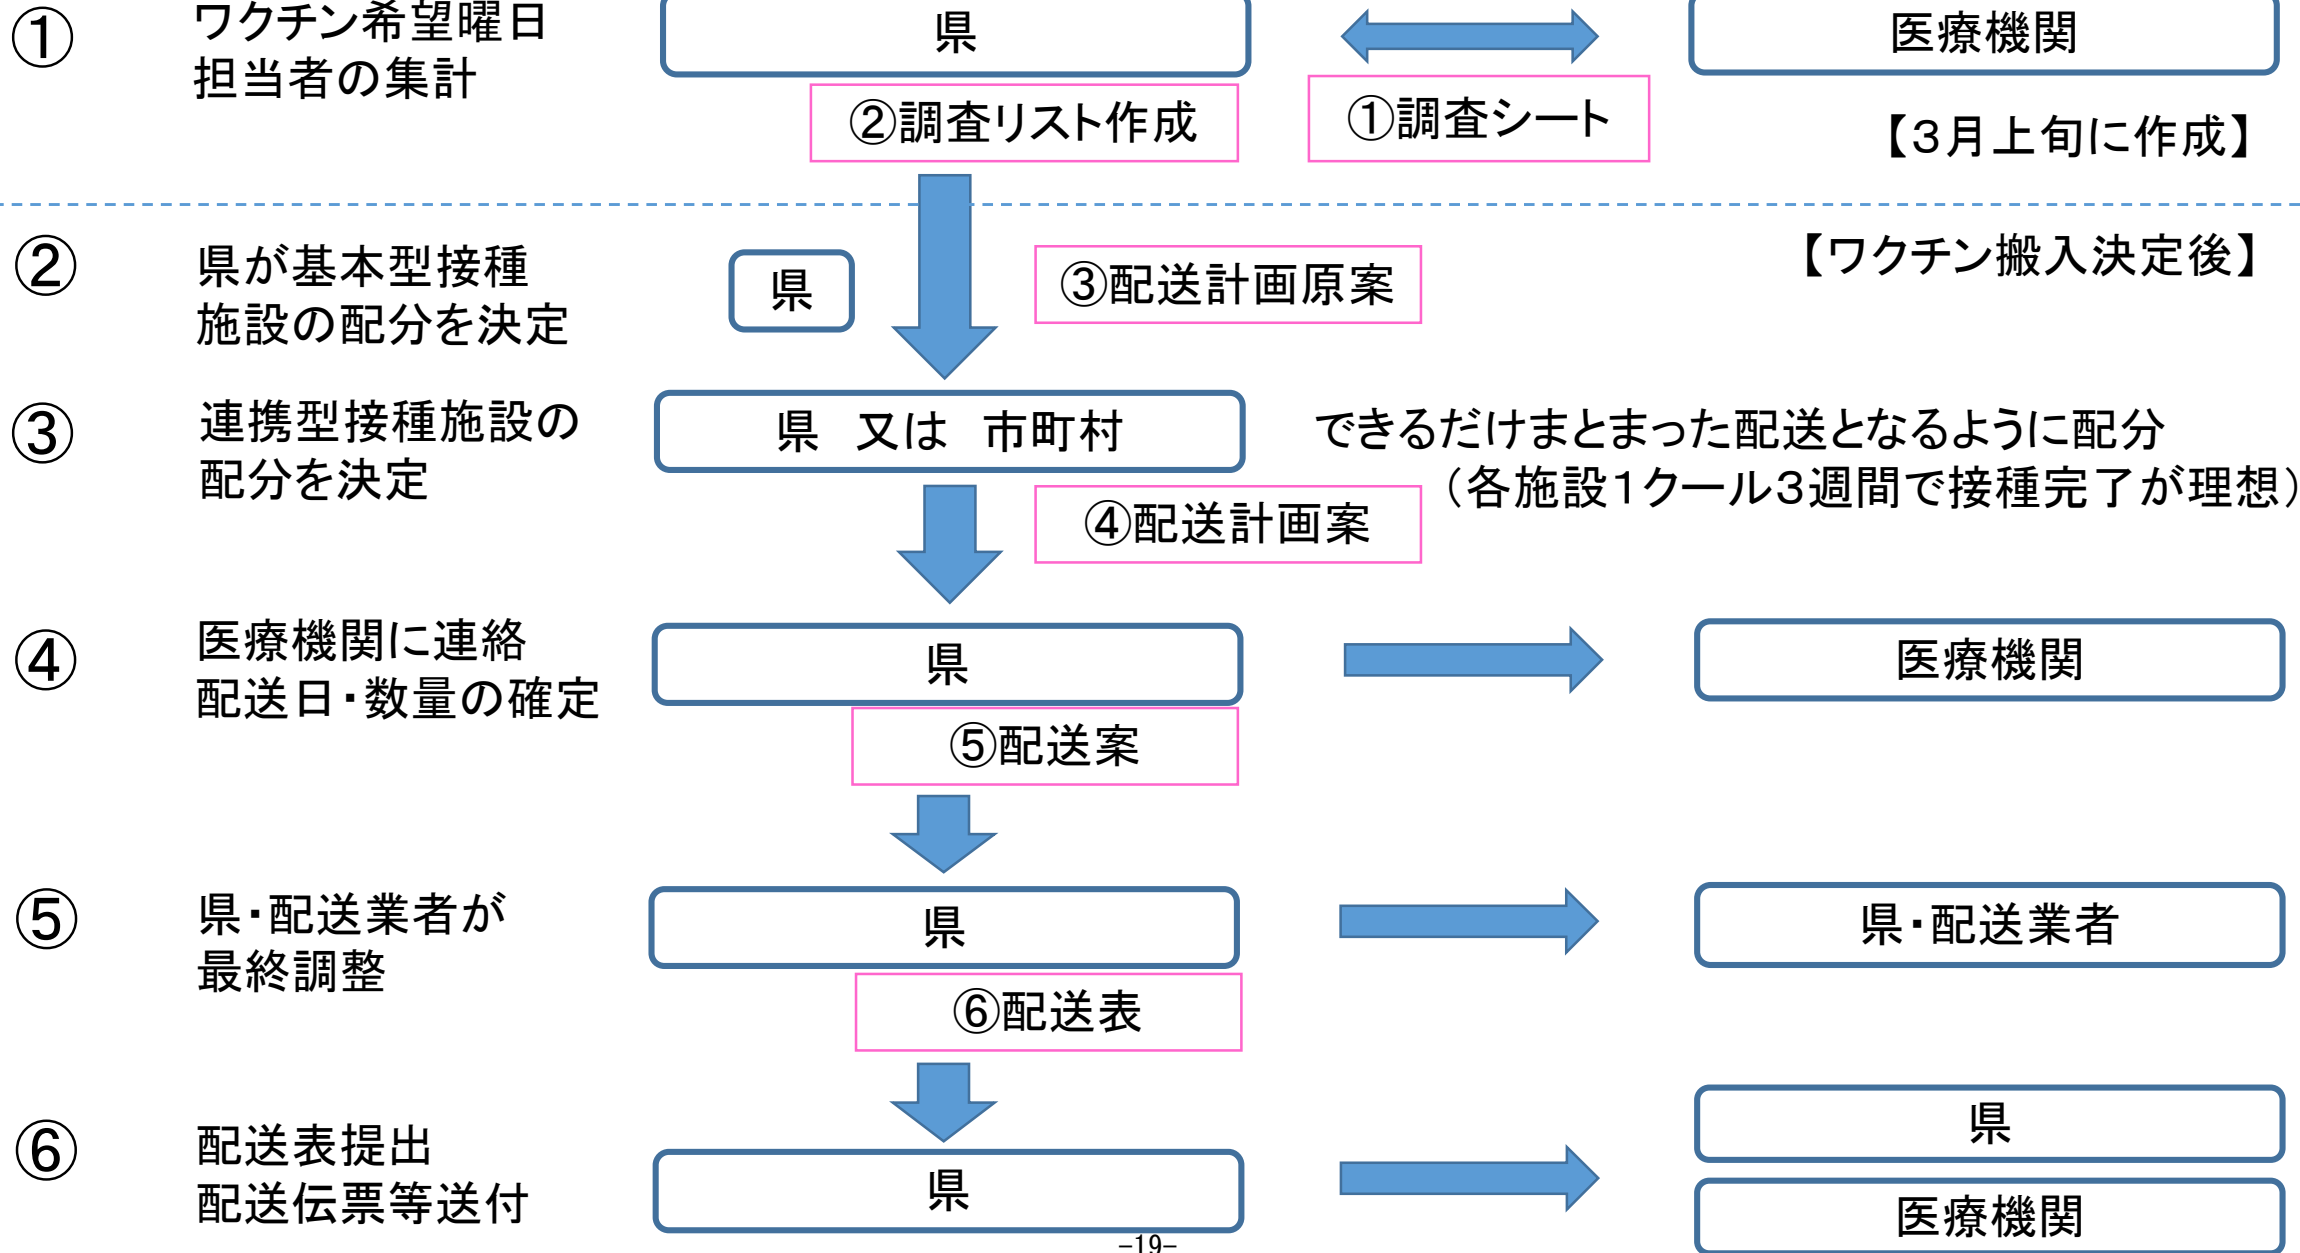 ①
ワクチン希望曜日
担当者の集計
県
医療機関
②調査リスト作成
①調査シート
【３月上旬に作成】
②
県が基本型接種
施設の配分を決定
県
③配送計画原案
【ワクチン搬入決定後】
③
連携型接種施設の
配分を決定
県　又は　市町村
できるだけまとまった配送となるように配分
（各施設１クール３週間で接種完了が理想）
④配送計画案
④
医療機関に連絡
配送日・数量の確定
県
医療機関
⑤配送案
⑤
県・配送業者が
最終調整
県
県・配送業者
⑥配送表
⑥
配送表提出
配送伝票等送付
県
県
医療機関
-19-